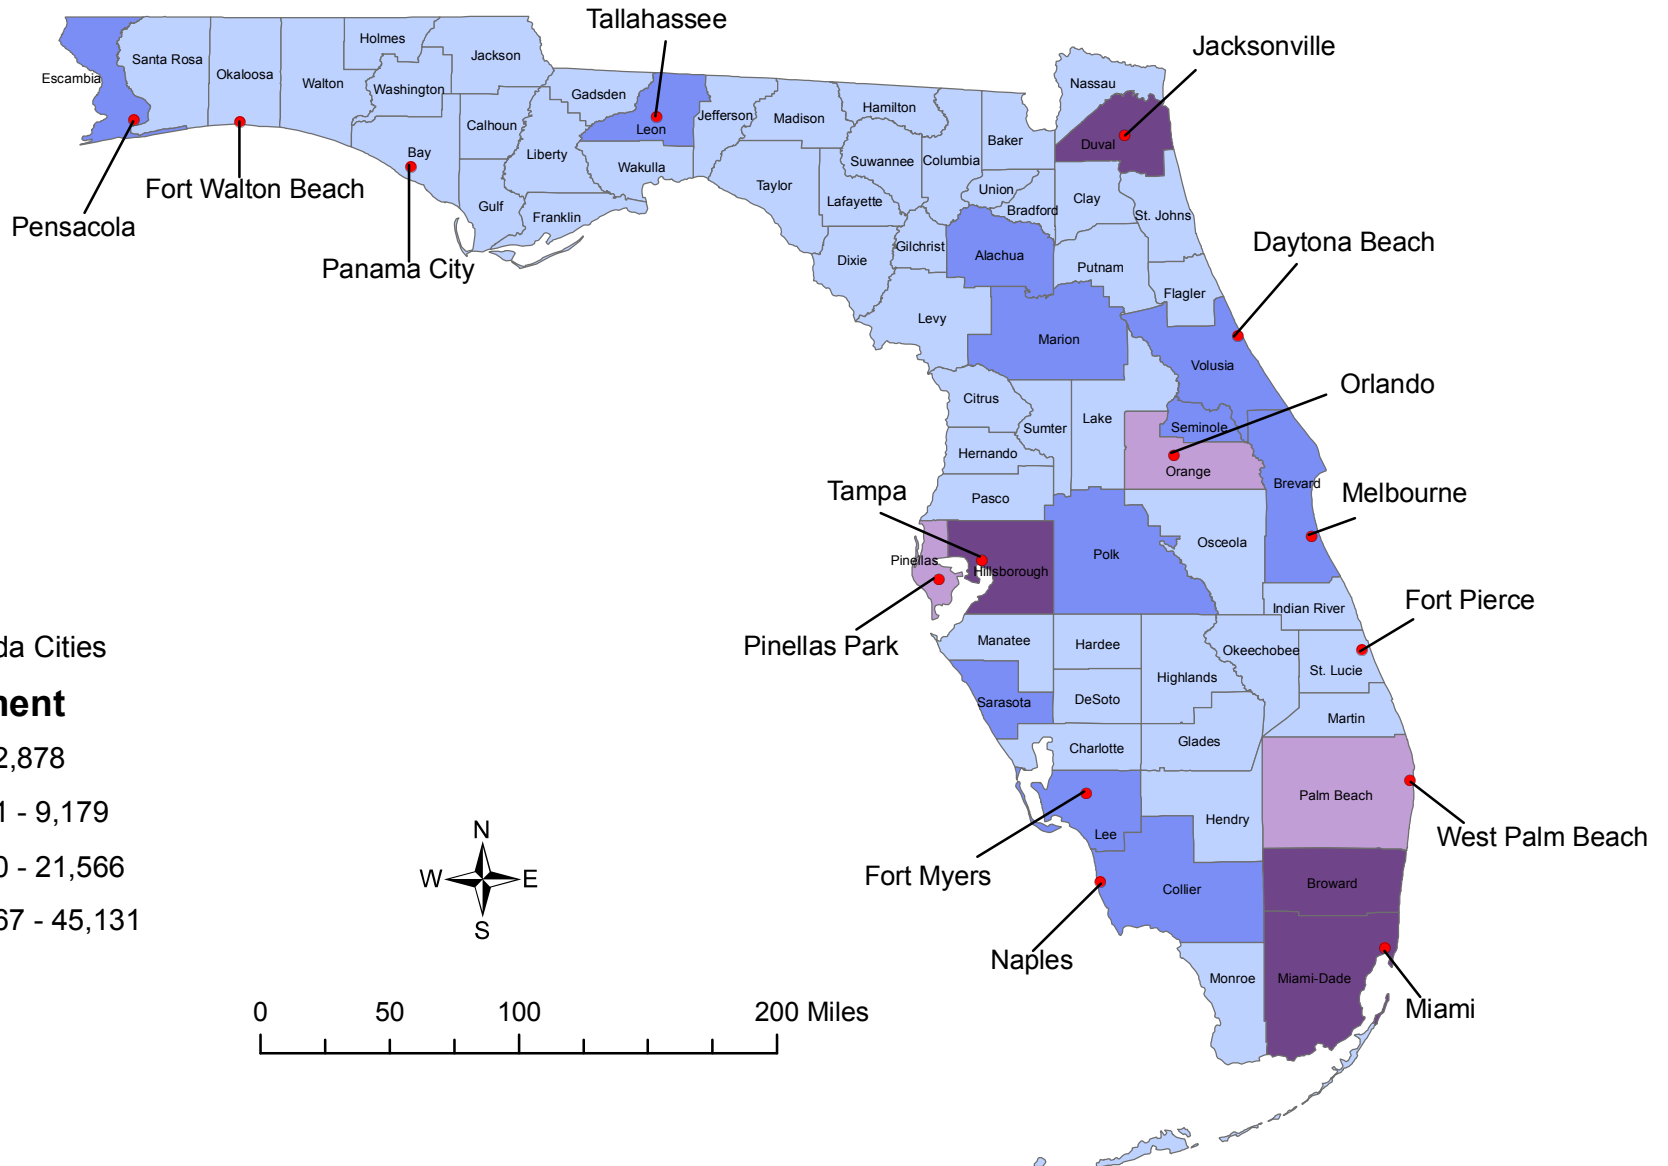 Tallahassee
Jacksonville
Holmes
Jackson
Santa Rosa
Okaloosa
Walton
Washington
Escambia
Nassau
Gadsden
Hamilton
Jefferson
Madison
Calhoun
Leon
Baker
Duval
Bay
Liberty
Wakulla
Suwannee
Columbia
Fort Walton Beach
Taylor
Union
Lafayette
Bradford
Clay
Gulf
Franklin
St. Johns
Pensacola
Panama City
Dixie
Gilchrist
Alachua
Putnam
Daytona Beach
Flagler
Levy
Marion
Volusia
Orlando
Citrus
Sumter
Lake
Seminole
Hernando
Orange
Tampa
Pasco
Brevard
Melbourne
Pinellas
Hillsborough
Polk
Osceola
Fort Pierce
Indian River
Pinellas Park
Manatee
Hardee
Okeechobee
St. Lucie
Highlands
Sarasota
DeSoto
Martin
Charlotte
Glades
Palm Beach
Lee
Hendry
West Palm Beach
Fort Myers
Collier
Broward
Naples
Monroe
Miami-Dade
Miami
da Cities
ment
2,878
1 - 9,179
0 - 21,566
67 - 45,131
N
W E
S
0 50 100 200 Miles